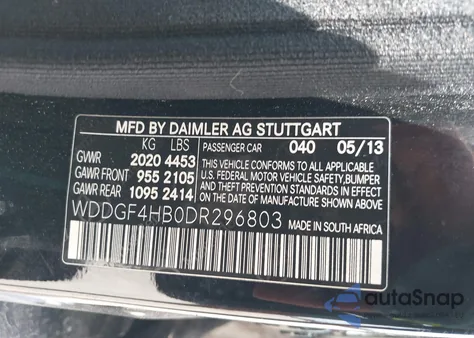 MFD BY DAIMLER AG STUTTGART
KG LBS PASSENGER CAR 040 05/13
GVWR 2020 4453 THIS VEHICLE CONFORMS TO ALL APPLICABLE
GAWR FRONT 955 2105 U.S. FEDERAL MOTOR VEHICLE SAFETY, BUMPER
GAWR REAR 1095 2414 AND THEFT PREVENTION STANDARDS IN EFFECT ON THE DATE OF MANUFACTURE SHOWN ABOVE.
WDDGF4HB0DR296803 MADE IN SOUTH AFRICA
autoSnap